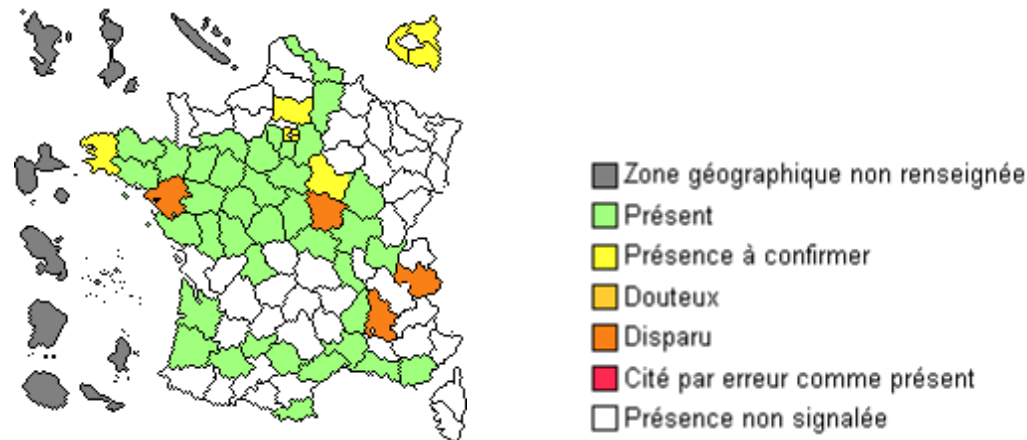 Zone géographique non renseignée
Présent
Présence à confirmer
Douteux
Disparu
Cité par erreur comme présent
Présence non signalée